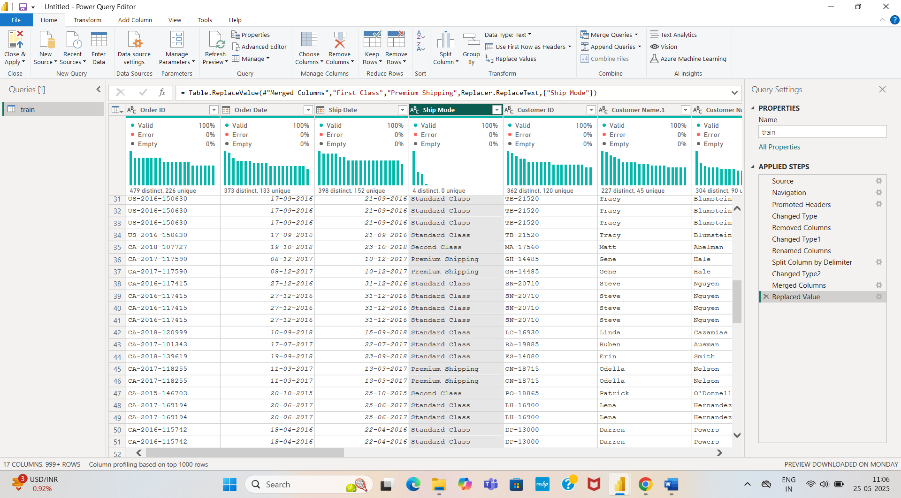 Untitled - Power Query Editor
File Home Transform Add Column View Tools Help
Close & Apply
New Source
Recent Sources
Enter Data
Data source settings
Manage Parameters
Refresh Preview
Properties
Advanced Editor
Manage
Choose Columns
Remove Columns
Keep Rows
Remove Rows
Split Column
Group By
Data Type: Text
Use First Row as Headers
Replace Values
Merge Queries
Append Queries
Combine Files
Text Analytics
Vision
Azure Machine Learning
Close New Query Data Sources Parameters Query Manage Columns Reduce Rows Sort Transform Combine AI Insights
Queries [1]
train
= Table.ReplaceValue(#"Merged Columns","First Class","Premium Shipping",Replacer.ReplaceText,{"Ship Mode"})
Order ID Order Date Ship Date Ship Mode Customer ID Customer Name.1
Valid 100% Valid 100% Valid 100% Valid 100% Valid 100% Valid 100% Valid
Error 0% Error 0% Error 0% Error 0% Error 0% Error 0% Error
Empty 0% Empty 0% Empty 0% Empty 0% Empty 0% Empty 0% Empty
479 distinct, 226 unique 373 distinct, 133 unique 398 distinct, 152 unique 4 distinct, 0 unique 362 distinct, 120 unique 227 distinct, 45 unique 304 distinct, 90 u
31 US-2016-150630 17-09-2016 21-09-2016 Standard Class TB-21520 Tracy Blumstein
32 US-2016-150630 17-09-2016 21-09-2016 Standard Class TB-21520 Tracy Blumstein
33 US-2016-150630 17-09-2016 21-09-2016 Standard Class TB-21520 Tracy Blumstein
34 US-2016-150630 17-09-2016 21-09-2016 Standard Class TB-21520 Tracy Blumstein
35 CA-2018-107727 19-10-2018 23-10-2018 Second Class MA-17560 Matt Abelman
36 CA-2017-117590 08-12-2017 10-12-2017 Premium Shipping GH-14485 Gene Hale
37 CA-2017-117590 08-12-2017 10-12-2017 Premium Shipping GH-14485 Gene Hale
38 CA-2016-117415 27-12-2016 31-12-2016 Standard Class SN-20710 Steve Nguyen
39 CA-2016-117415 27-12-2016 31-12-2016 Standard Class SN-20710 Steve Nguyen
40 CA-2016-117415 27-12-2016 31-12-2016 Standard Class SN-20710 Steve Nguyen
41 CA-2016-117415 27-12-2016 31-12-2016 Standard Class SN-20710 Steve Nguyen
42 CA-2018-120999 10-09-2018 15-09-2018 Standard Class LC-16930 Linda Cazamias
43 CA-2017-101343 17-07-2017 22-07-2017 Standard Class RA-19885 Ruben Ausman
44 CA-2018-139619 19-09-2018 23-09-2018 Standard Class ES-14080 Erin Smith
45 CA-2017-118255 11-03-2017 13-03-2017 Premium Shipping ON-18715 Odella Nelson
46 CA-2017-118255 11-03-2017 13-03-2017 Premium Shipping ON-18715 Odella Nelson
47 CA-2015-146703 20-10-2015 25-10-2015 Second Class PO-18865 Patrick O'Donnell
48 CA-2017-169194 20-06-2017 25-06-2017 Standard Class LH-16900 Lena Hernandez
49 CA-2017-169194 20-06-2017 25-06-2017 Standard Class LH-16900 Lena Hernandez
50 CA-2016-115742 18-04-2016 22-04-2016 Standard Class DP-13000 Darren Powers
51 CA-2016-115742 18-04-2016 22-04-2016 Standard Class DP-13000 Darren Powers
52
Query Settings
PROPERTIES
Name
train
All Properties
APPLIED STEPS
Source
Navigation
Promoted Headers
Changed Type
Removed Columns
Changed Type1
Renamed Columns
Split Column by Delimiter
Changed Type2
Merged Columns
Replaced Value
17 COLUMNS, 999+ ROWS Column profiling based on top 1000 rows PREVIEW DOWNLOADED ON MONDAY
USD/INR
0.92%
Search
ENG
IN
11:06
25-05-2025